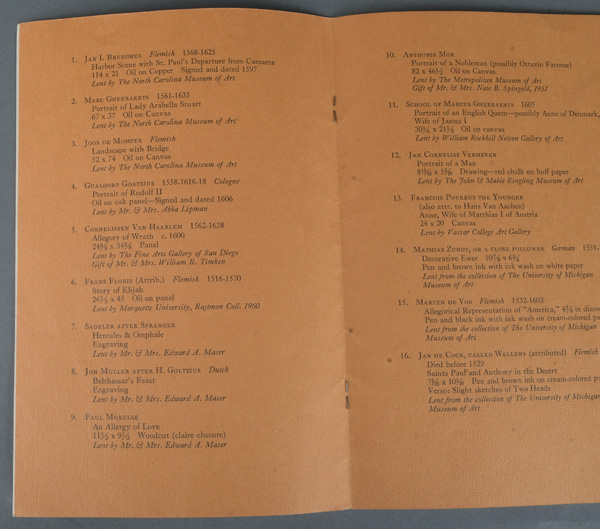 1. JAN I. BRUEGHEL Flemish 1568-1625
Harbor Scene with St. Paul's Departure from Caesarea
114 x 21 Oil on Copper Signed and dated 1597
Lent by The North Carolina Museum of Art
2. MARC GHEERAERTS 1561-1635
Portrait of Lady Arabella Stuart
67 x 37 Oil on Canvas
Lent by The North Carolina Museum of Art
3. JOOS DE MOMPER Flemish
Landscape with Bridge
52 x 74 Oil on Canvas
Lent by The North Carolina Museum of Art
4. GUALDORP GORTZIUS 1558-1616-18 Cologne
Portrait of Rudolf II
Oil on oak panel—Signed and dated 1606
Lent by Mr. & Mrs. Abba Lipman
5. CORNELISSEN VAN HAARLEM 1562-1638
Allegory of Wrath c. 1600
Panel
Lent by The Fine Arts Gallery of San Diego
Gift of Mr. & Mrs. William R. Timken
6. FRANS FLORIS (Attrib.) Flemish 1516-1570
Story of Elijah
26½ x 45 Oil on panel
Lent by Marquette University, Rajtmon Coll. 1960
7. SADELER AFTER SPRANGER
Hercules & Omphale
Engraving
Lent by Mr. & Mrs. Edward A. Maser
8. JOH MULLER AFTER H. GOLTZIUS Dutch
Belthassar's Feast
Engraving
Lent by Mr. & Mrs. Edward A. Maser
9. PAUL MORELSE
An Allergy of Love
11½ x 9½ Woodcut (claire obscure)
Lent by Mr. & Mrs. Edward A. Maser
10. ANTHONIS MOR
Portrait of a Nobleman (possibly Ottavio Farnese)
82 x 46½ Oil on Canvas
Lent by The Metropolitan Museum of Art
Gift of Mr. & Mrs. Nate B. Spingold, 1951
11. SCHOOL OF MARCUS GHEERAERTS 1605
Portrait of an English Queen—possibly Anne of Denmark,
Wife of James I
x 21½ Oil on canvas
Lent by William Rockhill Nelson Gallery of Art
12. JAN CORNELISZ VERMEYEN
Portrait of a Man
Drawing—red chalk on buff paper
Lent by The John & Mable Ringling Museum of Art
13. FRANCOIS POURBUS THE YOUNGER
(also attr. to Hans Van Aachen)
Anne, Wife of Matthias I of Austria
24 x 20 Canvas
Lent by Vassar College Art Gallery
14. MATHIAS ZUNDT, OR A CLOSE FOLLOWER German
Decorative Ewer
Pen and brown ink with ink wash on white paper
Lent from the collection of The University of Michigan
Museum of Art
15. MARTEN DE VOS Flemish 1532-1603
Allegorical Representation of "America," in
Pen and black ink with ink wash on cream-colored
Lent from the collection of The University of Michigan
Museum of Art
16. JAN DE COCK, CALLED WELLENS (attributed) Flemish
Died before 1529
Saints Paul and Anthony in the Desert
Pen and brown ink on cream-colored
Verso: Slight sketches of Two Heads
Lent from the collection of The University of Michigan
Museum of Art